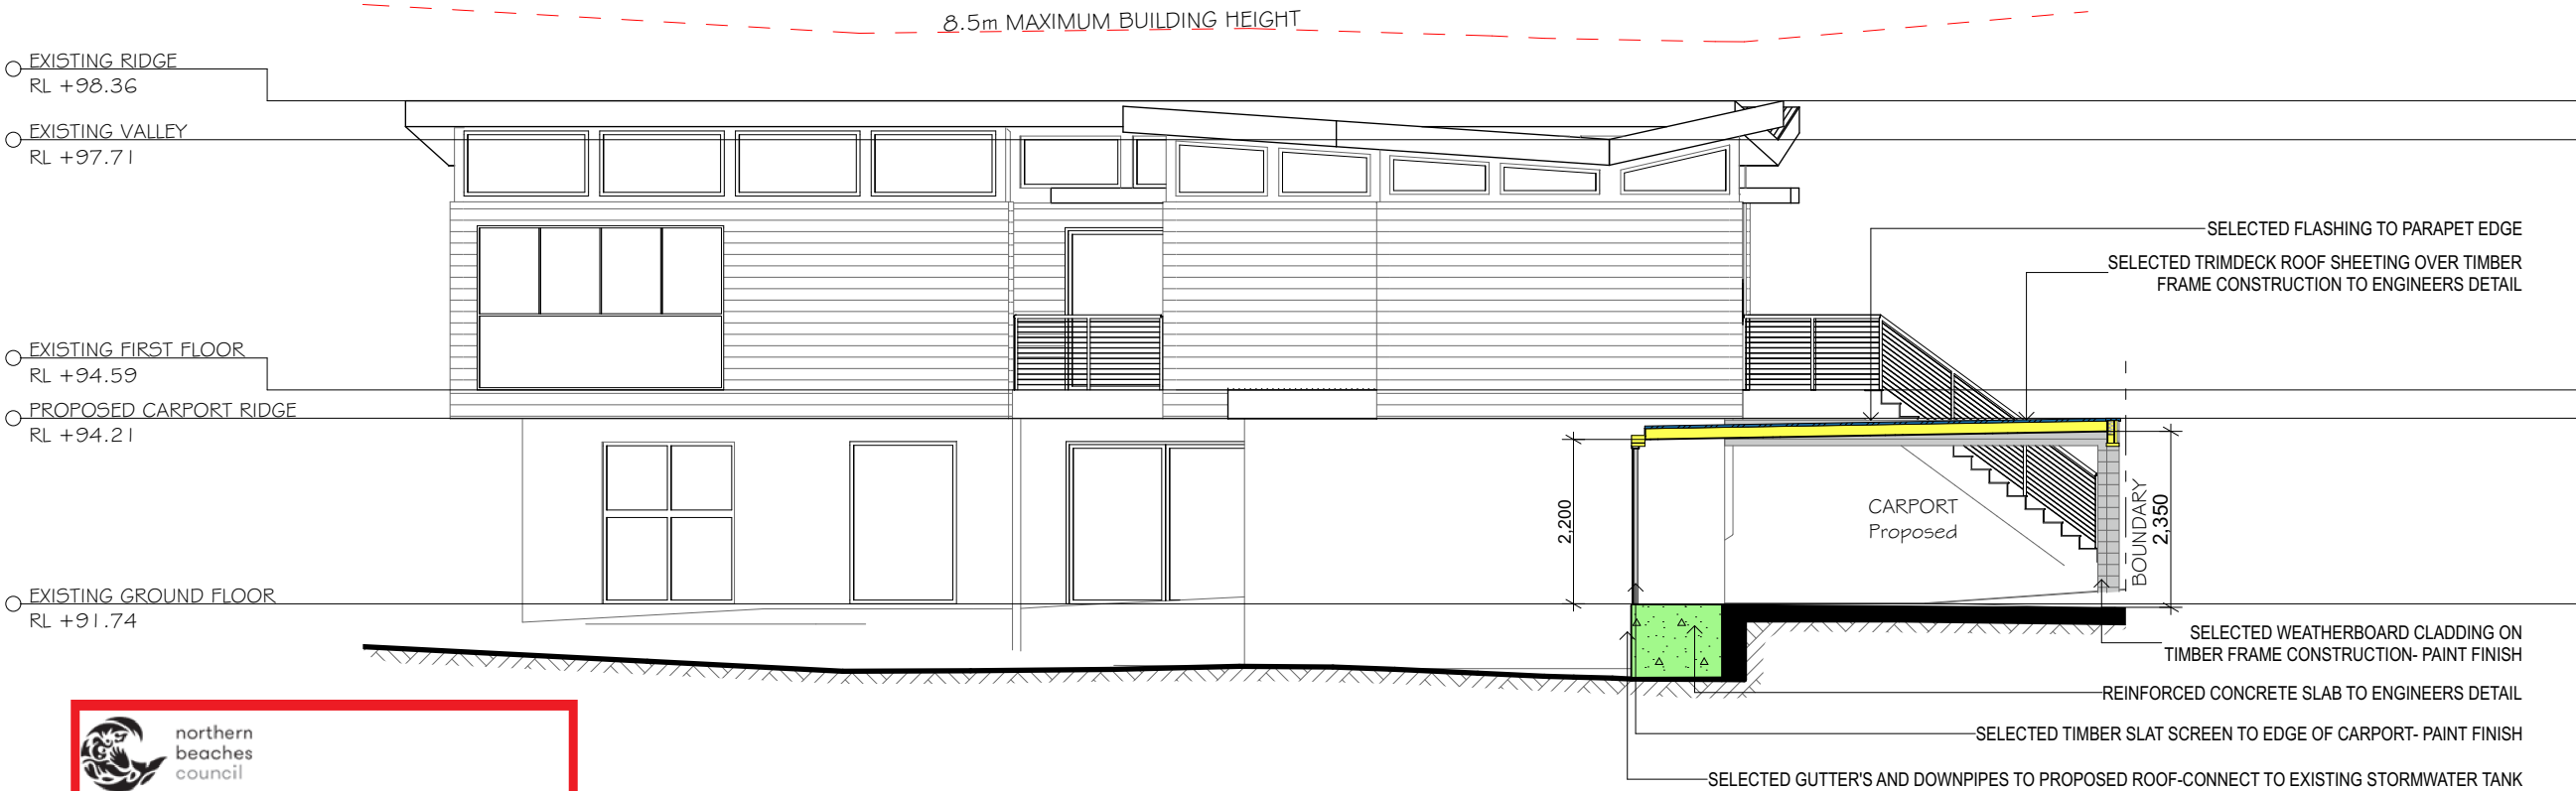 8.5m MAXIMUM BUILDING HEIGHT
EXISTING RIDGE
RL +98.36
EXISTING VALLEY
RL +97.71
SELECTED FLASHING TO PARAPET EDGE
SELECTED TRIMDECK ROOF SHEETING OVER TIMBER
FRAME CONSTRUCTION TO ENGINEERS DETAIL
EXISTING FIRST FLOOR
RL +94.59
PROPOSED CARPORT RIDGE
RL +94.21
2,200
CARPORT
Proposed
BOUNDARY
2,350
EXISTING GROUND FLOOR
RL +91.74
SELECTED WEATHERBOARD CLADDING ON
TIMBER FRAME CONSTRUCTION- PAINT FINISH
REINFORCED CONCRETE SLAB TO ENGINEERS DETAIL
SELECTED TIMBER SLAT SCREEN TO EDGE OF CARPORT- PAINT FINISH
SELECTED GUTTER'S AND DOWNPIPES TO PROPOSED ROOF-CONNECT TO EXISTING STORMWATER TANK
northern
beaches
council